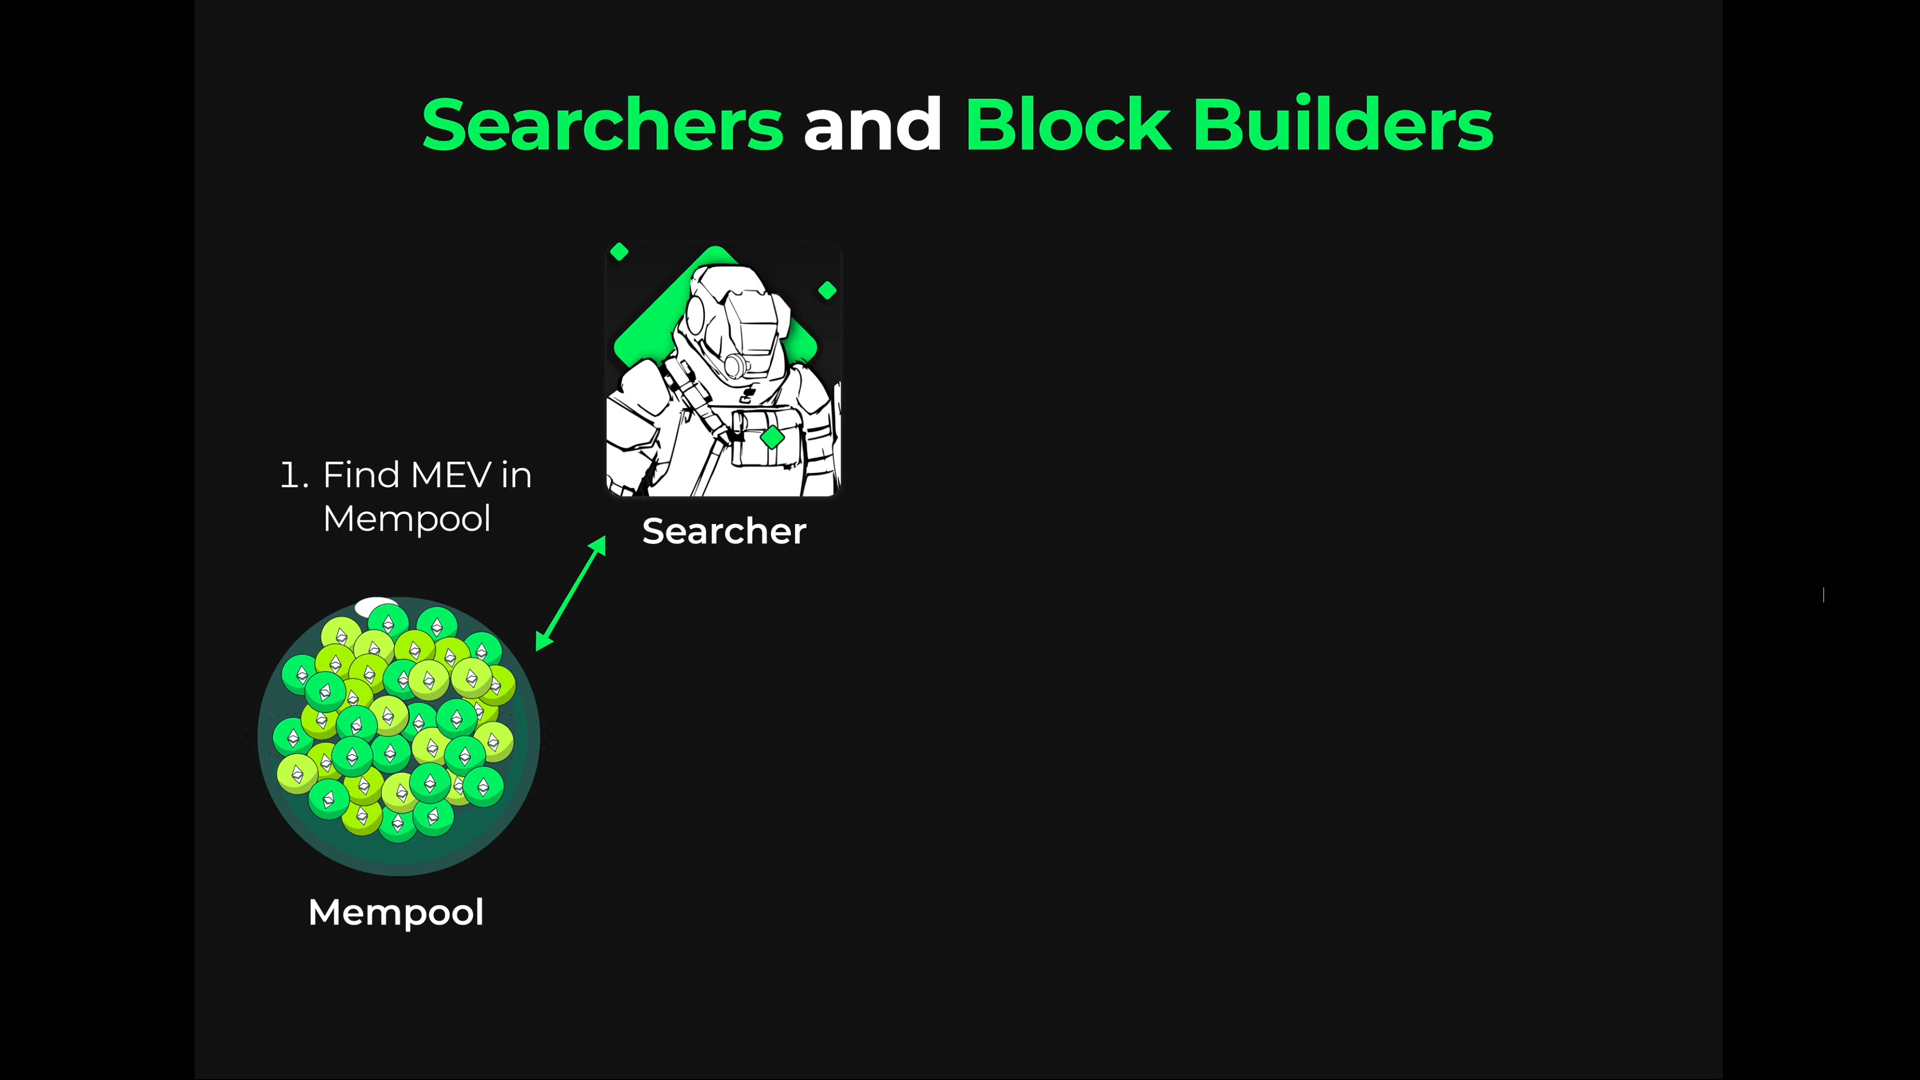 Searchers and Block Builders
1. Find MEV in
Mempool
Searcher
Mempool